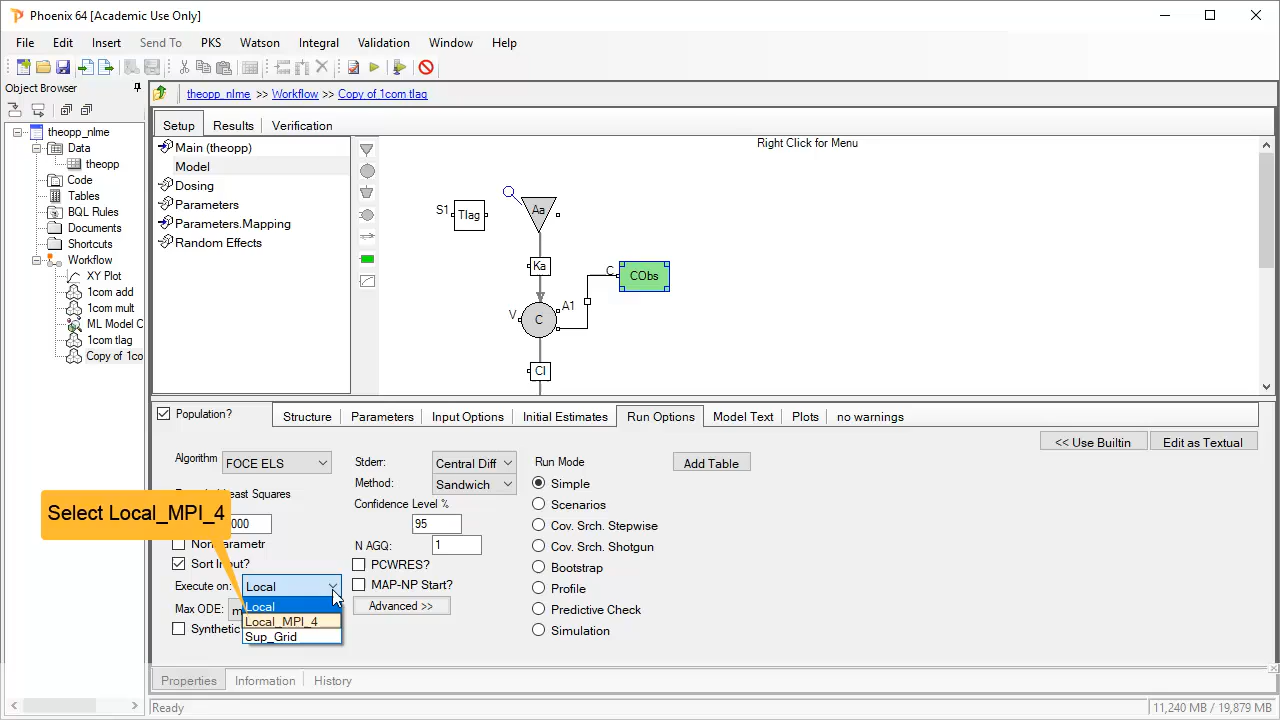 Phoenix 64 [Academic Use Only]
File Edit Insert Send To PKS Watson Integral Validation Window Help
Object Browser
theopp_nlme >> Workflow >> Copy of 1com tlag
theopp_nlme
Data
theopp
Code
Tables
BQL Rules
Documents
Shortcuts
Workflow
XY Plot
1com add
1com mult
ML Model C
1com tlag
Copy of 1co
Setup Results Verification
Main (theopp)
Model
Dosing
Parameters
Parameters.Mapping
Random Effects
Right Click for Menu
S1 Tlag Aa
Ka
C CObs
A1
V C
Cl
Population? Structure Parameters Input Options Initial Estimates Run Options Model Text Plots no warnings
<< Use Builtin Edit as Textual
Algorithm FOCE ELS Stderr: Central Diff Run Mode Add Table
Method: Sandwich Simple
Squares Confidence Level % Scenarios
Select Local_MPI_4
000 95 Cov. Srch. Stepwise
N AGQ: 1 Cov. Srch. Shotgun
Sort Input? PCWRES? Bootstrap
Execute on: Local MAP-NP Start? Profile
Max ODE: Local Advanced >> Predictive Check
Local_MPI_4
Synthetic Sup_Grid Simulation
Properties Information History
Ready 11,240 MB / 19,879 MB